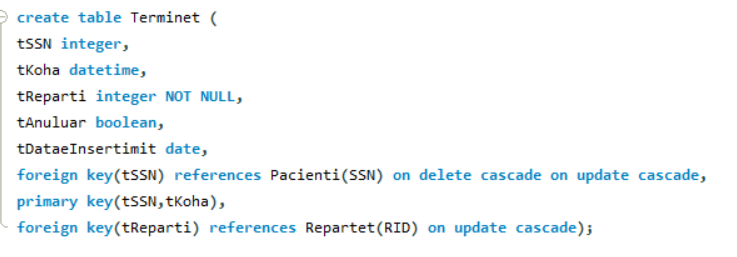 create table Terminet (
tSSN integer,
tKoha datetime,
tReparti integer NOT NULL,
tAnuluar boolean,
tDataeInsertimit date,
foreign key(tSSN) references Pacienti(SSN) on delete cascade on update cascade,
primary key(tSSN,tKoha),
foreign key(tReparti) references Repartet(RID) on update cascade);